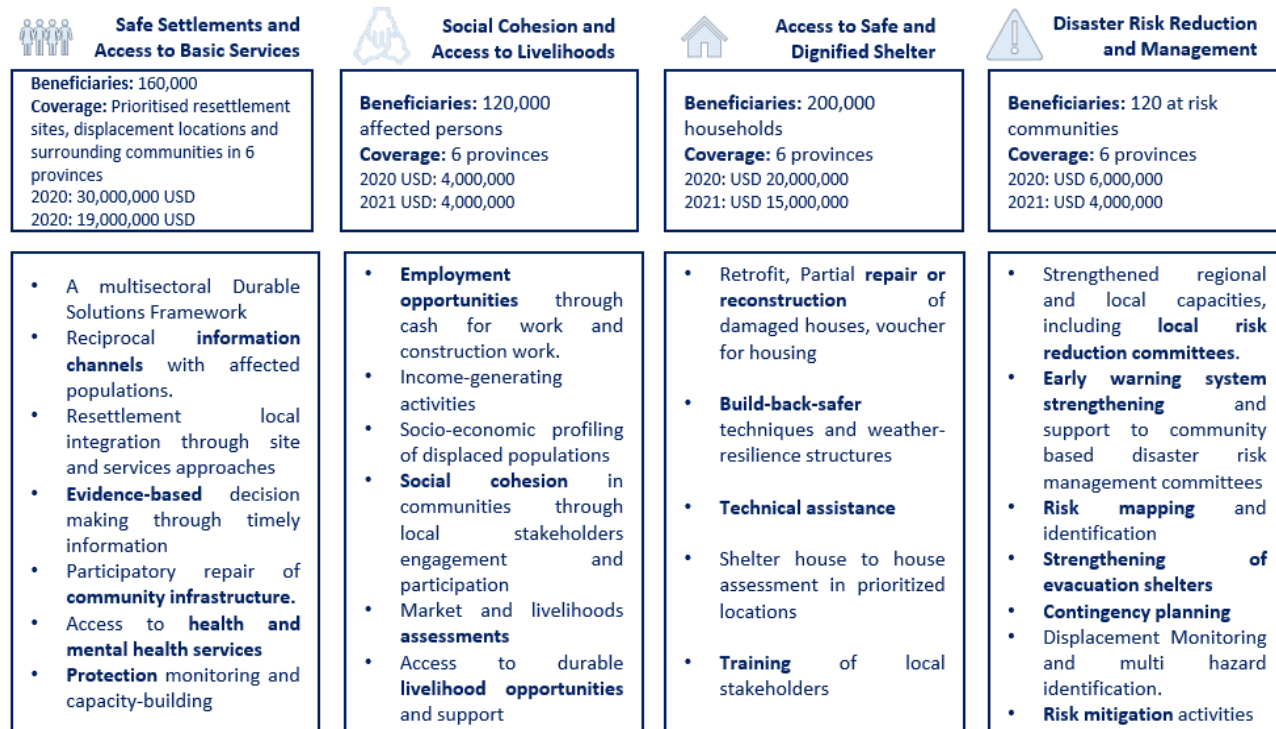 Safe Settlements and
Access to Basic Services
Beneficiaries: 160,000
Coverage: Prioritised resettlement
sites, displacement locations and
surrounding communities in 6
provinces
2020: 30,000,000 USD
2020: 19,000,000 USD
• A multisectoral Durable
Solutions Framework
• Reciprocal information
channels with affected
populations.
• Resettlement local
integration through site
and services approaches
• Evidence-based decision
making through timely
information
• Participatory repair of
community infrastructure.
• Access to health and
mental health services
• Protection monitoring and
capacity-building
Social Cohesion and
Access to Livelihoods
Beneficiaries: 120,000
affected persons
Coverage: 6 provinces
2020 USD: 4,000,000
2021 USD: 4,000,000
• Employment
opportunities through
cash for work and
construction work.
• Income-generating
activities
• Socio-economic profiling
of displaced populations
• Social cohesion in
communities through
local stakeholders
engagement and
participation
• Market and livelihoods
assessments
• Access to durable
livelihood opportunities
and support
Access to Safe and
Dignified Shelter
Beneficiaries: 200,000
households
Coverage: 6 provinces
2020: USD 20,000,000
2021: USD 15,000,000
• Retrofit, Partial repair or
reconstruction of
damaged houses, voucher
for housing
• Build-back-safer
techniques and weather-
resilience structures
• Technical assistance
• Shelter house to house
assessment in prioritized
locations
• Training of local
stakeholders
Disaster Risk Reduction
and Management
Beneficiaries: 120 at risk
communities
Coverage: 6 provinces
2020: USD 6,000,000
2021: USD 4,000,000
• Strengthened regional
and local capacities,
including local risk
reduction committees.
• Early warning system
strengthening and
support to community
based disaster risk
management committees
• Risk mapping and
identification
• Strengthening of
evacuation shelters
• Contingency planning
• Displacement Monitoring
and multi hazard
identification.
• Risk mitigation activities